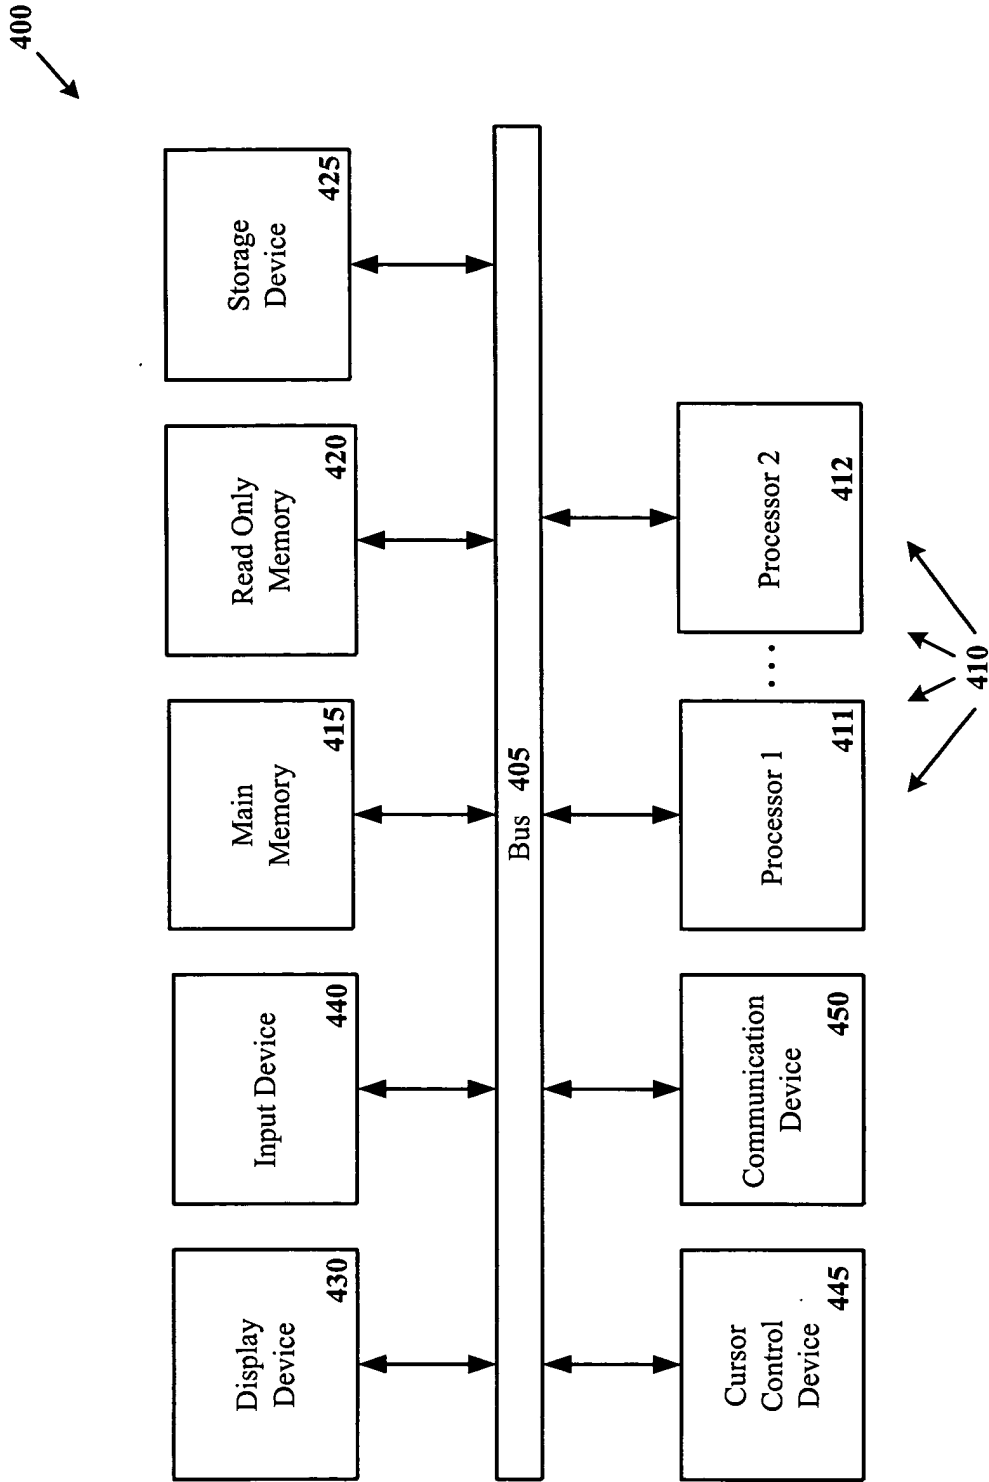 400
Display
Device
430
Input Device
440
Main
Memory
415
Read Only
Memory
420
Storage
Device
425
Bus 405
Cursor
Control
Device
445
Communication
Device
450
Processor 1
411
...
Processor 2
412
410